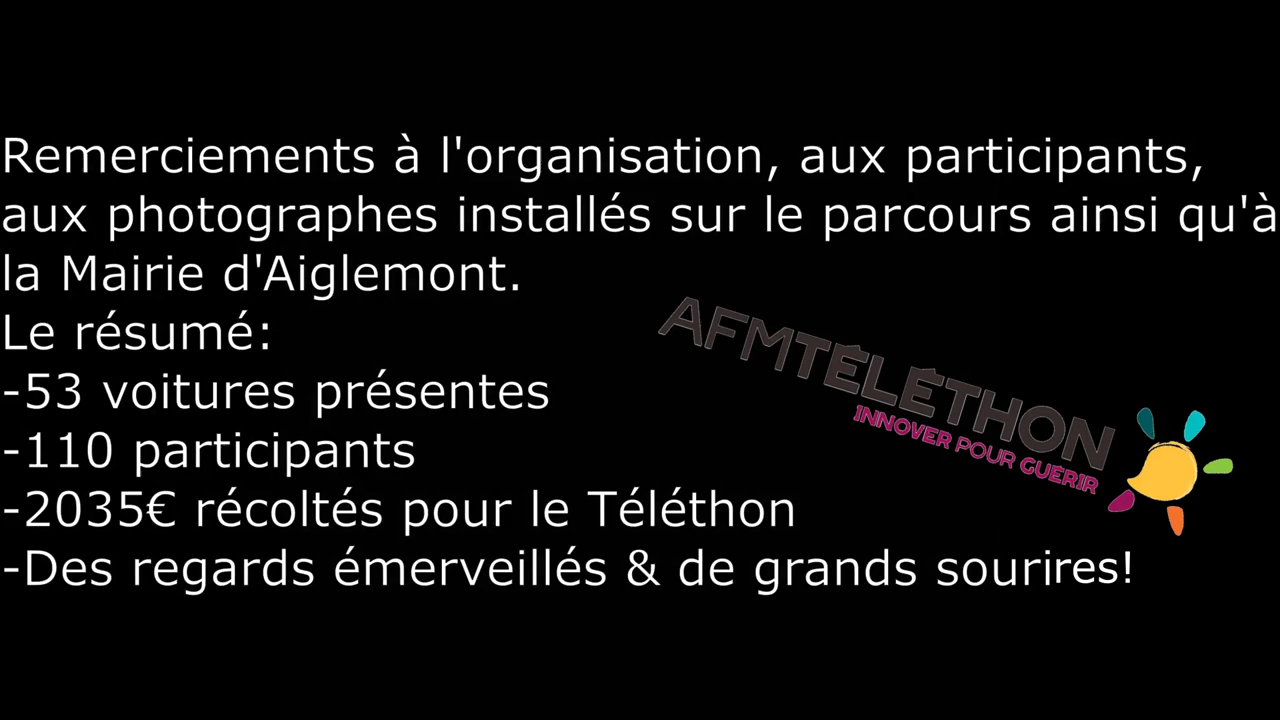 Remerciements à l'organisation, aux participants,
aux photographes installés sur le parcours ainsi qu'à
la Mairie d'Aiglemont.
Le résumé:
-53 voitures présentes
-110 participants
-2035€ récoltés pour le Téléthon
-Des regards émerveillés & de grands sourires!
AFMTÉLÉTHON
INNOVER POUR GUÉRIR